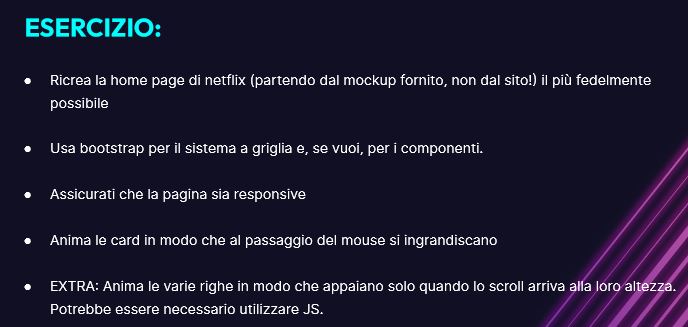 ESERCIZIO:
● Ricrea la home page di netflix (partendo dal mockup fornito, non dal sito!) il più fedelmente
possibile
● Usa bootstrap per il sistema a griglia e, se vuoi, per i componenti.
● Assicurati che la pagina sia responsive
● Anima le card in modo che al passaggio del mouse si ingrandiscano
● EXTRA: Anima le varie righe in modo che appaiano solo quando lo scroll arriva alla loro altezza.
Potrebbe essere necessario utilizzare JS.